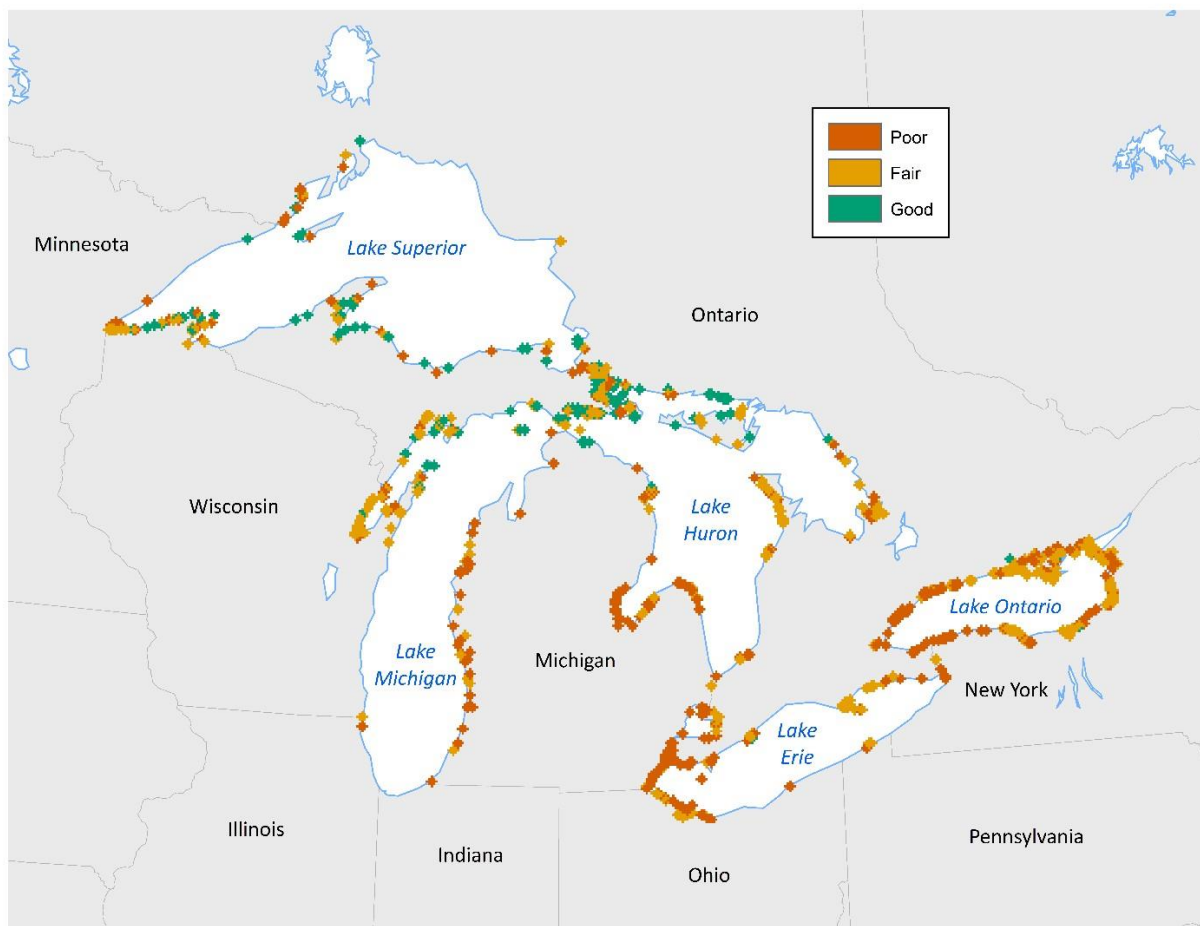 Poor
Fair
Good
Minnesota
Lake Superior
Ontario
Wisconsin
Lake
Huron
Lake Ontario
Lake
Michigan
Michigan
New York
Lake
Erie
Illinois
Indiana
Ohio
Pennsylvania